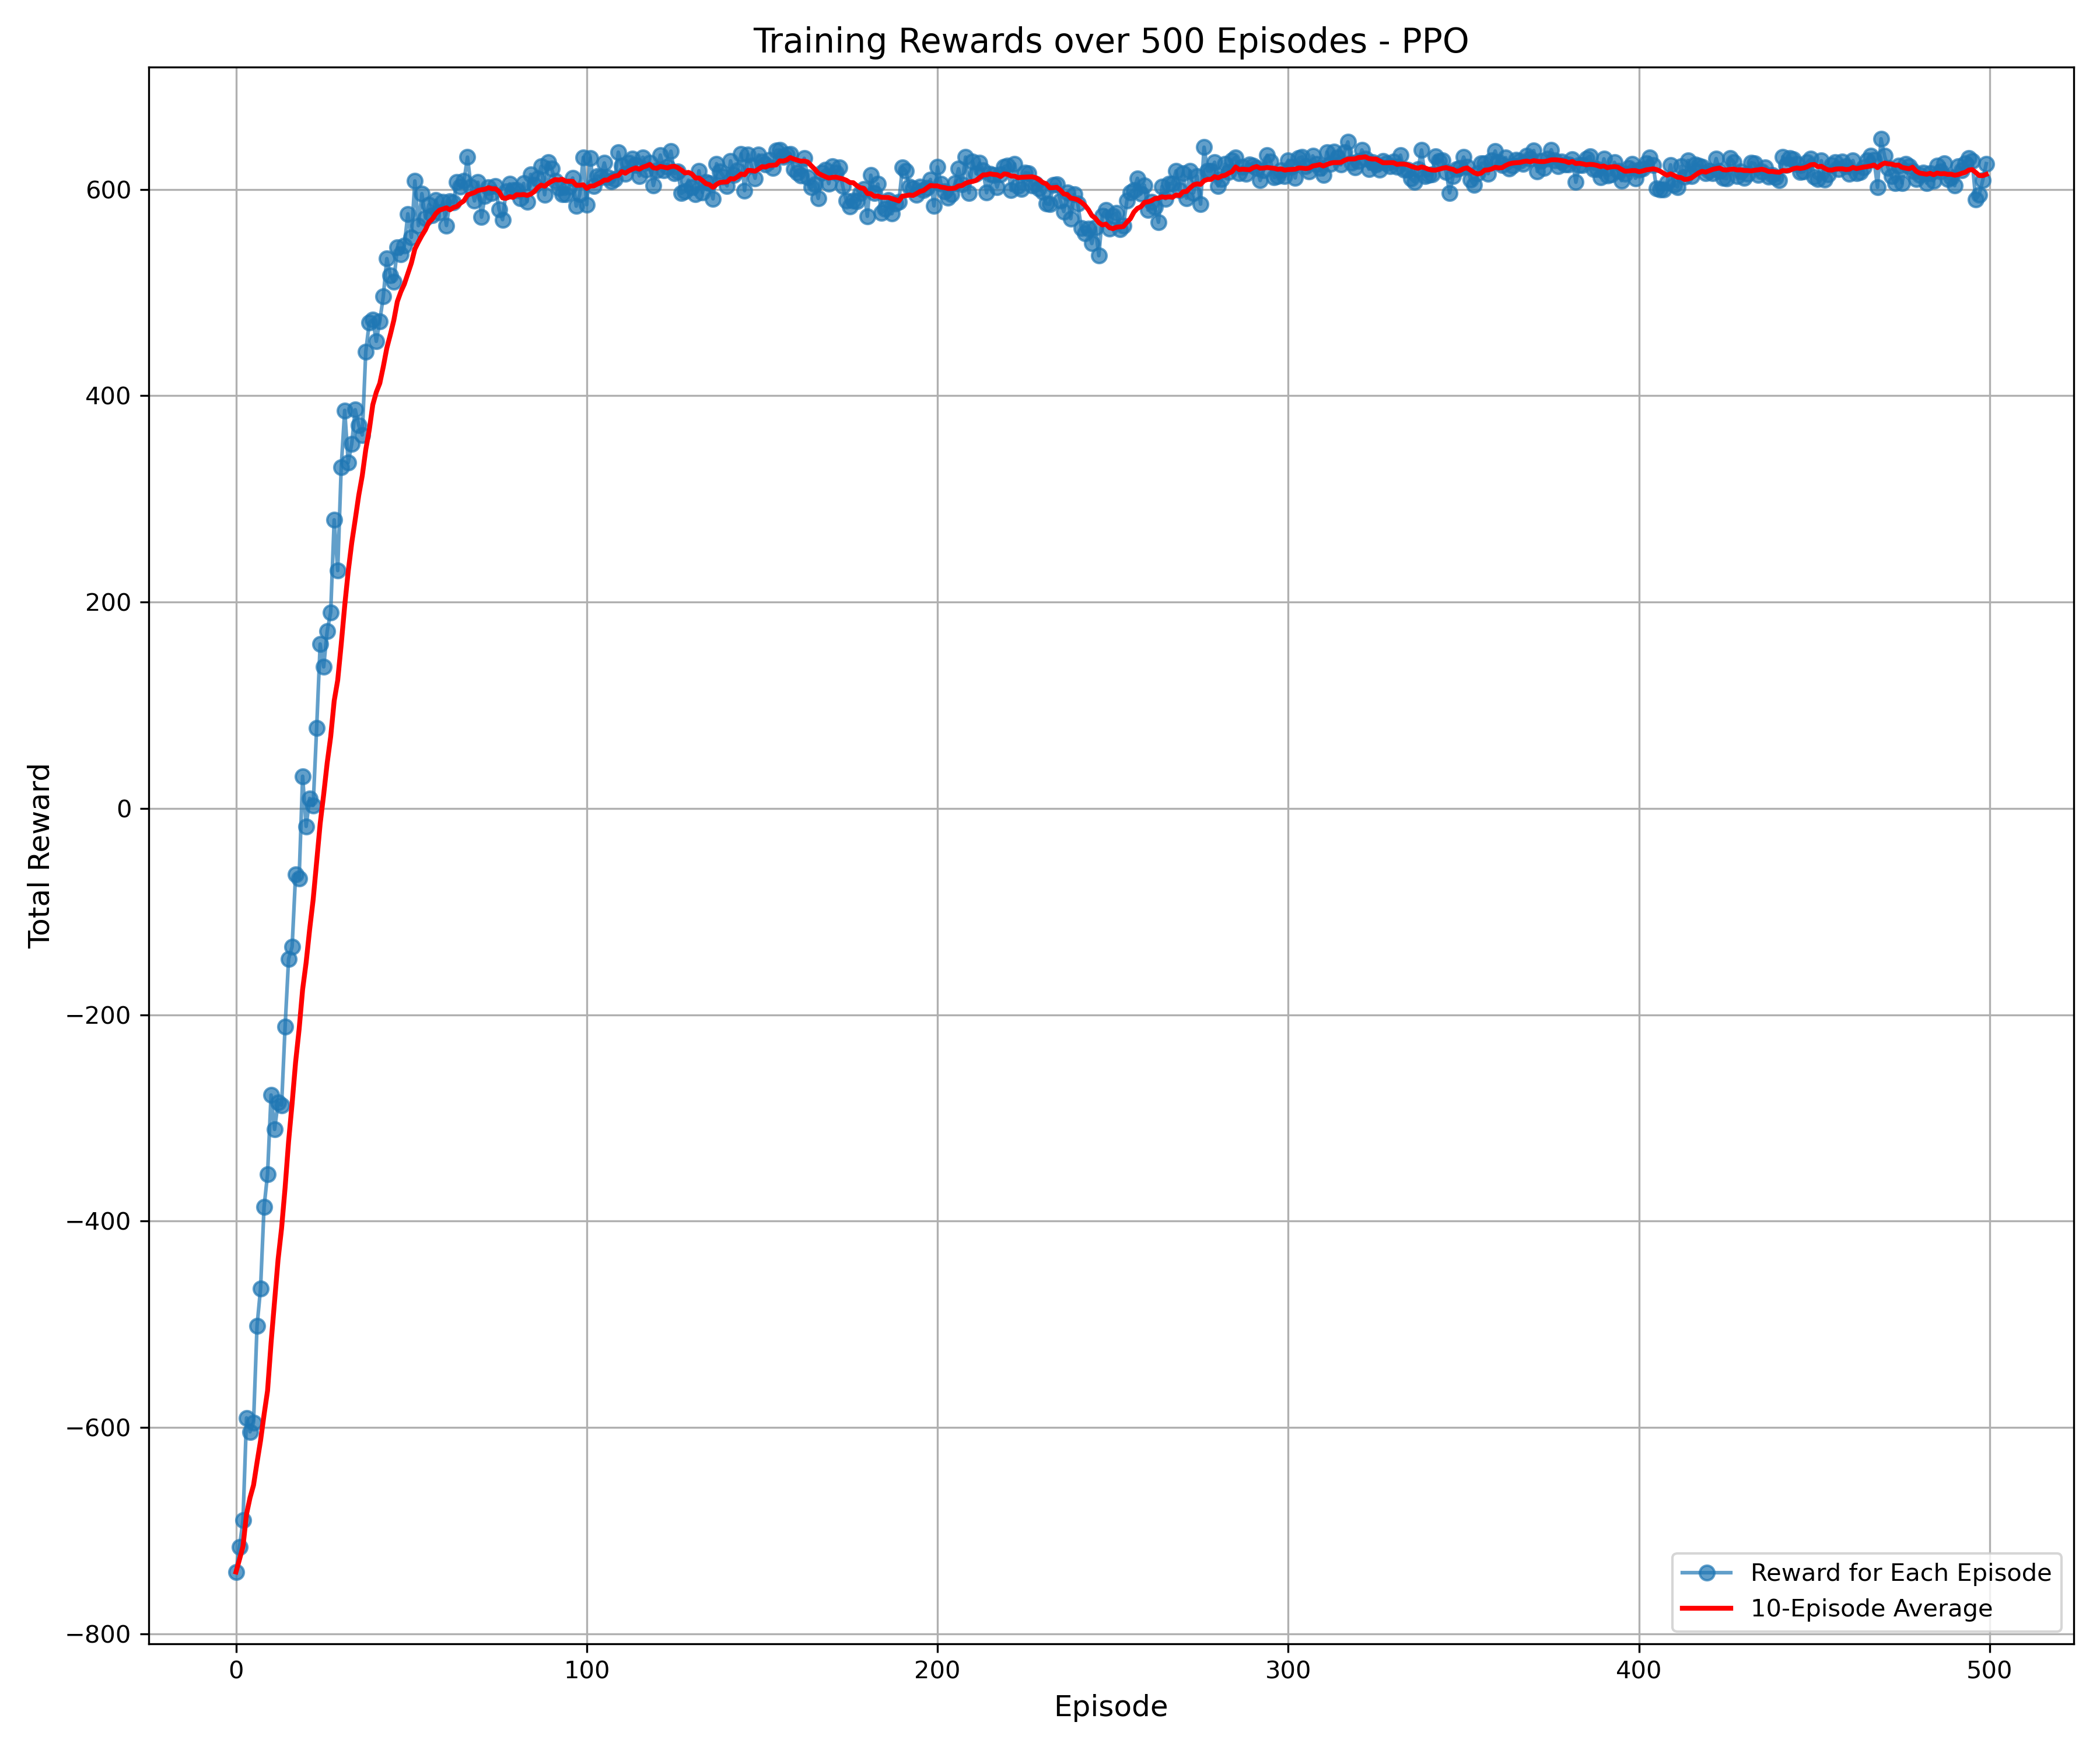 Training Rewards over 500 Episodes - PPO
Total Reward
600
400
200
0
−200
−400
−600
−800
0 100 200 300 400 500
Episode
Reward for Each Episode
10-Episode Average